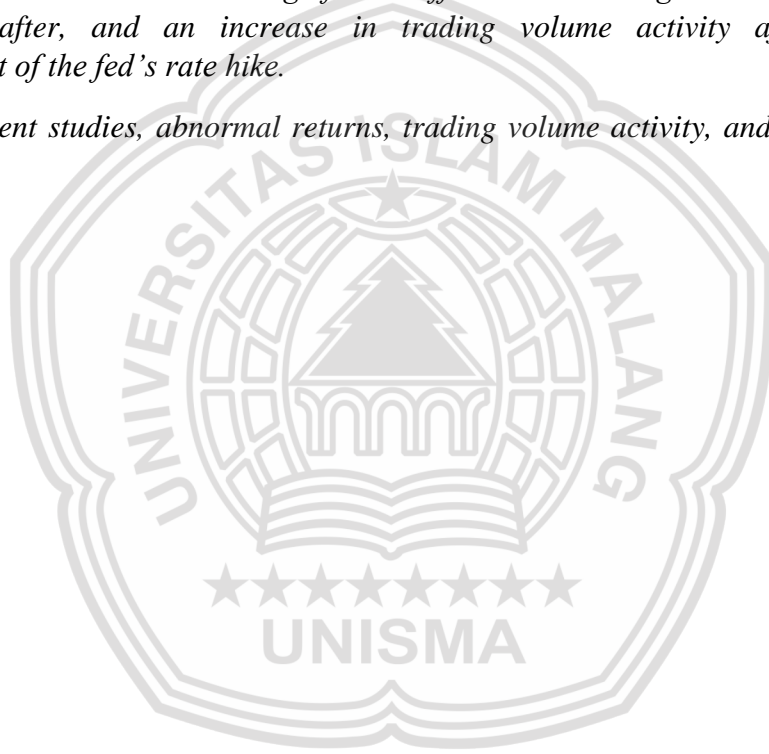 after, and an increase in trading volume activity
t of the fed's rate hike.
ent studies, abnormal returns, trading volume activity, and
UNIVERSITAS ISLAM MALANG
UNISMA